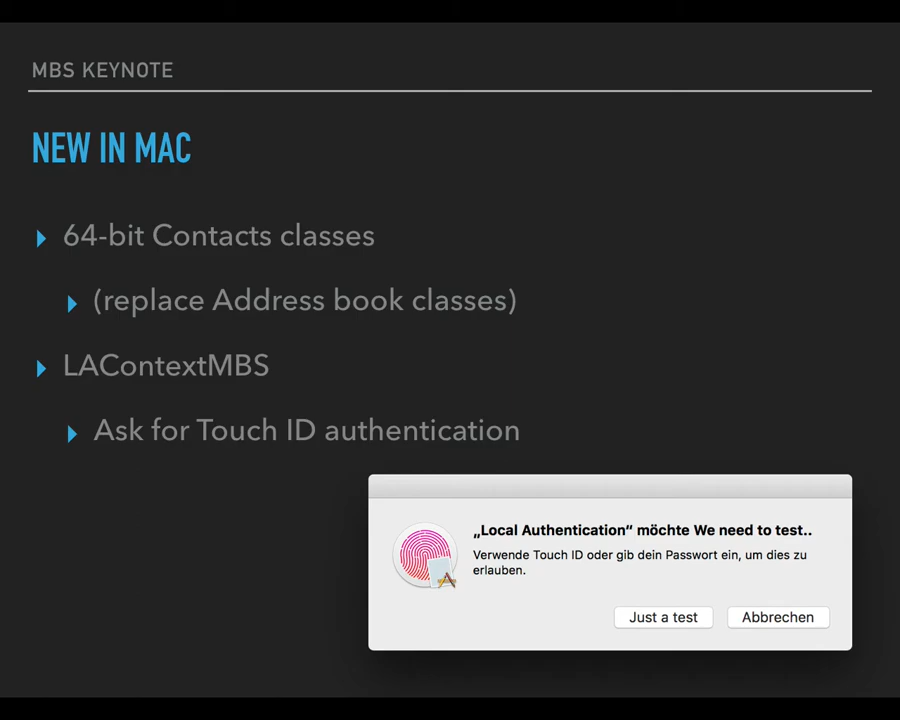 MBS KEYNOTE
NEW IN MAC
64-bit Contacts classes
(replace Address book classes)
LAContextMBS
Ask for Touch ID authentication
„Local Authentication“ möchte We need to test..
Verwende Touch ID oder gib dein Passwort ein, um dies zu
erlauben.
Just a test
Abbrechen